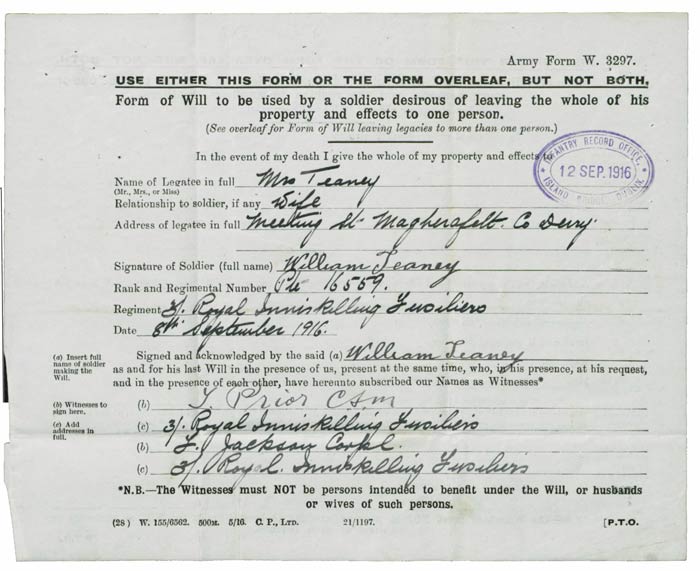 Army Form W. 3297.
USE EITHER THIS FORM OR THE FORM OVERLEAF, BUT NOT BOTH,
Form of Will to be used by a soldier desirous of leaving the whole of his
property and effects to one person.
(See overleaf for Form of Will leaving legacies to more than one person.)
In the event of my death I give the whole of my property and effects to
INFANTRY RECORD OFFICE,
12 SEP. 1916
ISLAND BRIDGE, DUBLIN.
Name of Legatee in full Mrs Teaney
(Mr., Mrs., or Miss)
Relationship to soldier, if any Wife
Address of legatee in full Meeting St. Magherafelt. Co Derry.
Signature of Soldier (full name) William Teaney
Rank and Regimental Number Pte 16559.
Regiment 3/. Royal Inniskilling Fusiliers
Date 8th September 1916.
(a) Insert full name of soldier making the Will.
Signed and acknowledged by the said (a) William Teaney
as and for his last Will in the presence of us, present at the same time, who, in his presence, at his request,
and in the presence of each other, have hereunto subscribed our Names as Witnesses*
(b) Witnesses to sign here.
(b) Prior CSM
(c) Add addresses in full.
(c) 3/. Royal Inniskilling Fusiliers
(b) Jackson Corpl.
(c) 3/. Royal. Inniskilling Fusiliers
*N.B.—The Witnesses must NOT be persons intended to benefit under the Will, or husbands
or wives of such persons.
(28) W. 155/6562. 500M. 5/16. C. P., LTD. 21/1197. [P.T.O.